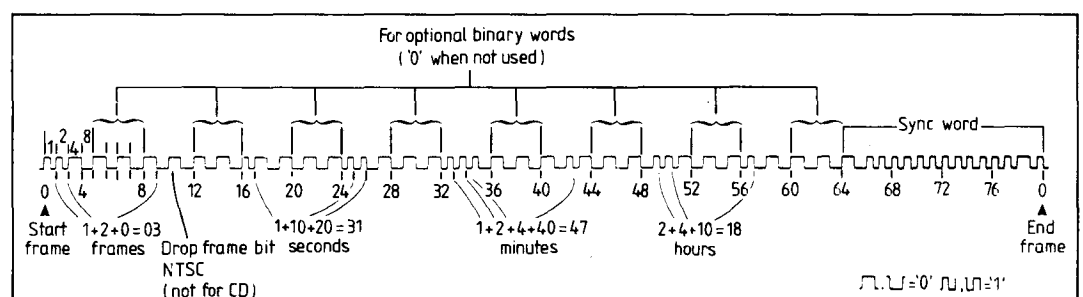 For optional binary words
('0' when not used)
Sync word
1 2 4 8
0 4 8 12 16 20 24 28 32 36 40 44 48 52 56 60 64 68 72 76 0
Start
frame
1+2+0=03
frames
Drop frame bit
NTSC
(not for CD)
1+10+20=31
seconds
1+2+4+40=47
minutes
2+4+10=18
hours
End
frame
='0' ='1'